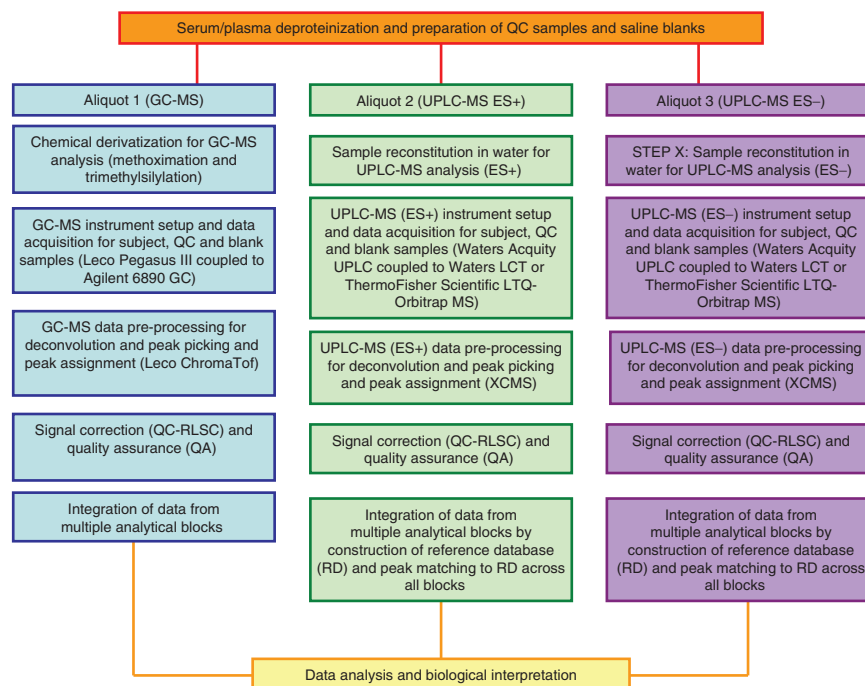 Serum/plasma deproteinization and preparation of QC samples and saline blanks
Aliquot 1 (GC-MS)
Chemical derivatization for GC-MS
analysis (methoximation and
trimethylsilylation)
GC-MS instrument setup and data
acquisition for subject, QC and blank
samples (Leco Pegasus III coupled to
Agilent 6890 GC)
GC-MS data pre-processing for
deconvolution and peak picking and
peak assignment (Leco ChromaTof)
Signal correction (QC-RLSC) and
quality assurance (QA)
Integration of data from
multiple analytical blocks
Aliquot 2 (UPLC-MS ES+)
Sample reconstitution in water for
UPLC-MS analysis (ES+)
UPLC-MS (ES+) instrument setup
and data acquisition for subject, QC
and blank samples (Waters Acquity
UPLC coupled to Waters LCT or
ThermoFisher Scientific LTQ-
Orbitrap MS)
UPLC-MS (ES+) data pre-processing
for deconvolution and peak picking
and peak assignment (XCMS)
Signal correction (QC-RLSC) and
quality assurance (QA)
Integration of data from
multiple analytical blocks by
construction of reference database
(RD) and peak matching to RD across
all blocks
Aliquot 3 (UPLC-MS ES–)
STEP X: Sample reconstitution in
water for UPLC-MS analysis (ES–)
UPLC-MS (ES–) instrument setup
and data acquisition for subject, QC
and blank samples (Waters Acquity
UPLC coupled to Waters LCT or
ThermoFisher Scientific LTQ-
Orbitrap MS)
UPLC-MS (ES–) data pre-processing
for deconvolution and peak picking
and peak assignment (XCMS)
Signal correction (QC-RLSC) and
quality assurance (QA)
Integration of data from
multiple analytical blocks by
construction of reference database
(RD) and peak matching to RD across
all blocks
Data analysis and biological interpretation